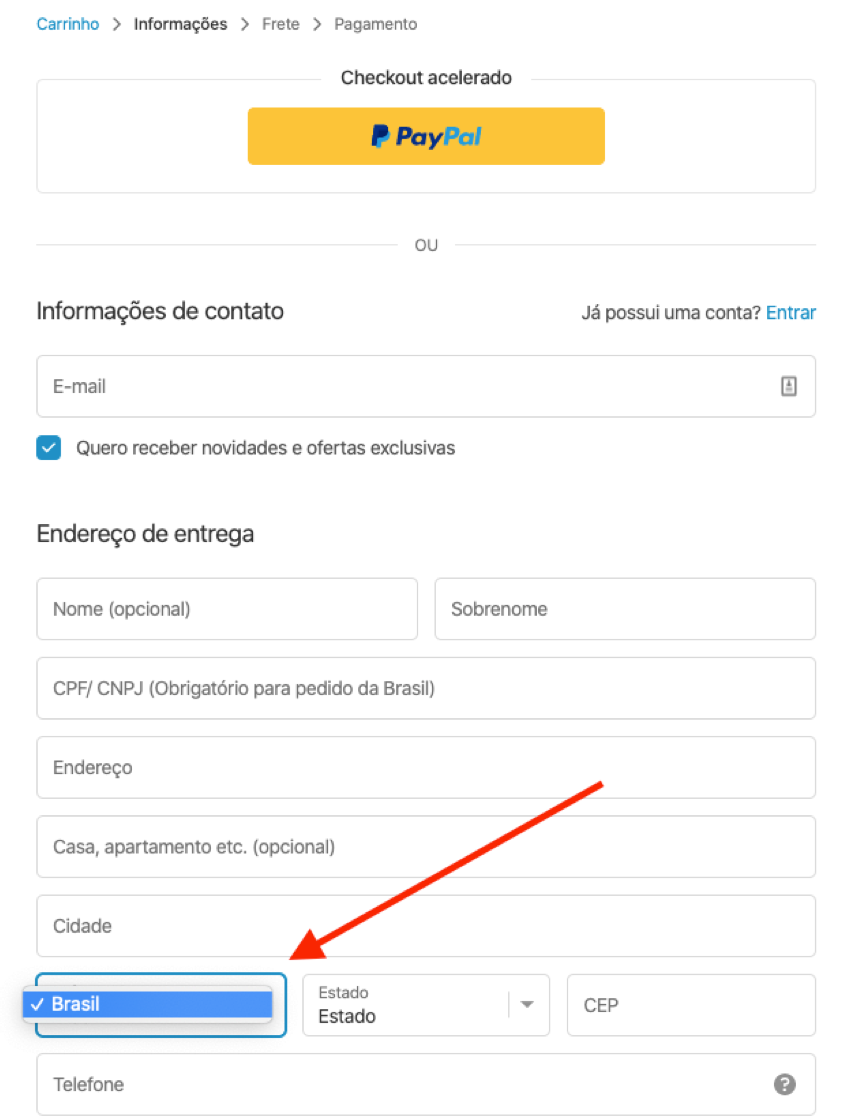 Carrinho > Informações > Frete > Pagamento
Checkout acelerado
PayPal
OU
Informações de contato
Já possui uma conta? Entrar
E-mail
Quero receber novidades e ofertas exclusivas
Endereço de entrega
Nome (opcional)
Sobrenome
CPF/ CNPJ (Obrigatório para pedido da Brasil)
Endereço
Casa, apartamento etc. (opcional)
Cidade
✓ Brasil
Estado
Estado
CEP
Telefone
?